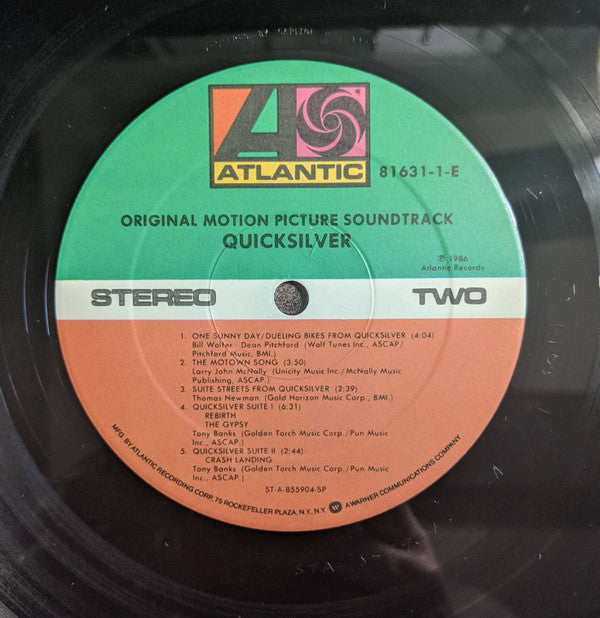 ATLANTIC
81631-1-E
ORIGINAL MOTION PICTURE SOUNDTRACK
QUICKSILVER
℗ 1986
Atlantic Records
STEREO
TWO
1. ONE SUNNY DAY/DUELING BIKES FROM QUICKSILVER (4:04)
Bill Wolfer - Dean Pitchford (Wolf Tunes Inc., ASCAP/
Pitchford Music, BMI.)
2. THE MOTOWN SONG (3:50)
Larry John McNally (Unicity Music Inc./McNally Music
Publishing, ASCAP.)
3. SUITE STREETS FROM QUICKSILVER (2:39)
Thomas Newman (Gold Horizon Music Corp., BMI.)
4. QUICKSILVER SUITE I (6:31)
REBIRTH
THE GYPSY
Tony Banks (Golden Torch Music Corp./Pun Music
Inc., ASCAP.)
5. QUICKSILVER SUITE II (2:44)
CRASH LANDING
Tony Banks (Golden Torch Music Corp./Pun Music
Inc., ASCAP.)
ST-A-855904-SP
MFG. BY ATLANTIC RECORDING CORP., 75 ROCKEFELLER PLAZA, N.Y., N.Y. A WARNER COMMUNICATIONS COMPANY